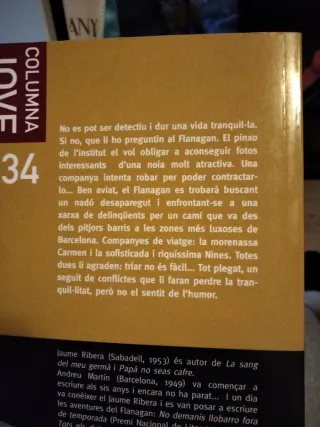 ANY
COLUMNA
JOVE
34
No es pot ser detectiu i dur una vida tranquil·la.
Si no, que li ho preguntin al Flanagan. El pinxo
de l'institut el vol obligar a aconseguir fotos
interessants d'una noia molt atractiva. Una
companya intenta robar per poder contractar-
lo... Ben aviat, el Flanagan es trobarà buscant
un nadó desaparegut i enfrontant-se a una
xarxa de delinqüents per un camí que va des
dels pitjors barris a les zones més luxoses de
Barcelona. Companyes de viatge: la morenassa
Carmen i la sofisticada i riquíssima Nines. Totes
dues li agraden: triar no és fàcil... Tot plegat, un
seguit de conflictes que li faran perdre la tran-
quil·litat, però no el sentit de l'humor.
Jaume Ribera (Sabadell, 1953) és autor de La sang
del meu germà i Papá no seas cafre.
Andreu Martín (Barcelona, 1949) va començar a
escriure als sis anys i encara no ha parat... I un dia
va conèixer el Jaume Ribera i es van posar a escriure
les aventures del Flanagan: No demanis llobarro fora
de temporada (Premi Nacional de
Tots els